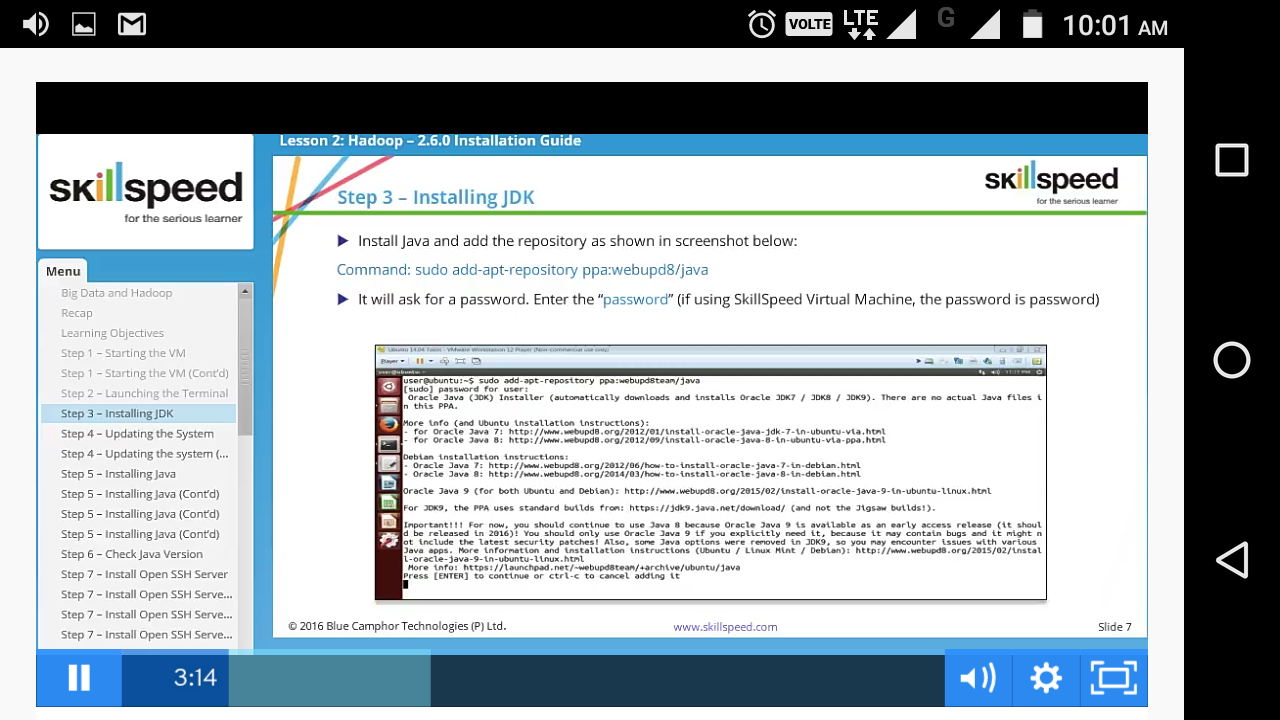 VOLTE LTE G 10:01 AM
Lesson 2: Hadoop – 2.6.0 Installation Guide
skillspeed
for the serious learner
Menu
Big Data and Hadoop
Recap
Learning Objectives
Step 1 – Starting the VM
Step 1 – Starting the VM (Cont'd)
Step 2 – Launching the Terminal
Step 3 – Installing JDK
Step 4 – Updating the System
Step 4 – Updating the system (...
Step 5 – Installing Java
Step 5 – Installing Java (Cont'd)
Step 5 – Installing Java (Cont'd)
Step 5 – Installing Java (Cont'd)
Step 6 – Check Java Version
Step 7 – Install Open SSH Server
Step 7 – Install Open SSH Serve...
Step 7 – Install Open SSH Serve...
Step 7 – Install Open SSH Serve...
Step 3 – Installing JDK
skillspeed
for the serious learner
Install Java and add the repository as shown in screenshot below:
Command: sudo add-apt-repository ppa:webupd8/java
It will ask for a password. Enter the “password” (if using SkillSpeed Virtual Machine, the password is password)
Ubuntu 14.04 - VMware Workstation 12 Player (Non-commercial use only)
Player
user@ubuntu: ~
user@ubuntu:~$ sudo add-apt-repository ppa:webupd8team/java
[sudo] password for user:
Oracle Java (JDK) Installer (automatically downloads and installs Oracle JDK7 / JDK8 / JDK9). There are no actual Java files i
n this PPA.
More info (and Ubuntu installation instructions):
- for Oracle Java 7: http://www.webupd8.org/2012/01/install-oracle-java-jdk-7-in-ubuntu-via.html
- for Oracle Java 8: http://www.webupd8.org/2012/09/install-oracle-java-8-in-ubuntu-via-ppa.html
Debian installation instructions:
- Oracle Java 7: http://www.webupd8.org/2012/06/how-to-install-oracle-java-7-in-debian.html
- Oracle Java 8: http://www.webupd8.org/2014/03/how-to-install-oracle-java-8-in-debian.html
Oracle Java 9 (for both Ubuntu and Debian): http://www.webupd8.org/2015/02/install-oracle-java-9-in-ubuntu-linux.html
For JDK9, the PPA uses standard builds from: https://jdk9.java.net/download/ (and not the Jigsaw builds!).
Important!!! For now, you should continue to use Java 8 because Oracle Java 9 is available as an early access release (it shoul
d be released in 2016)! You should only use Oracle Java 9 if you explicitly need it, because it may contain bugs and it might n
ot include the latest security patches! Also, some Java options were removed in JDK9, so you may encounter issues with various
Java apps. More information and installation instructions (Ubuntu / Linux Mint / Debian): http://www.webupd8.org/2015/02/instal
l-oracle-java-9-in-ubuntu-linux.html
More info: https://launchpad.net/~webupd8team/+archive/ubuntu/java
Press [ENTER] to continue or ctrl-c to cancel adding it
© 2016 Blue Camphor Technologies (P) Ltd.
www.skillspeed.com
Slide 7
3:14